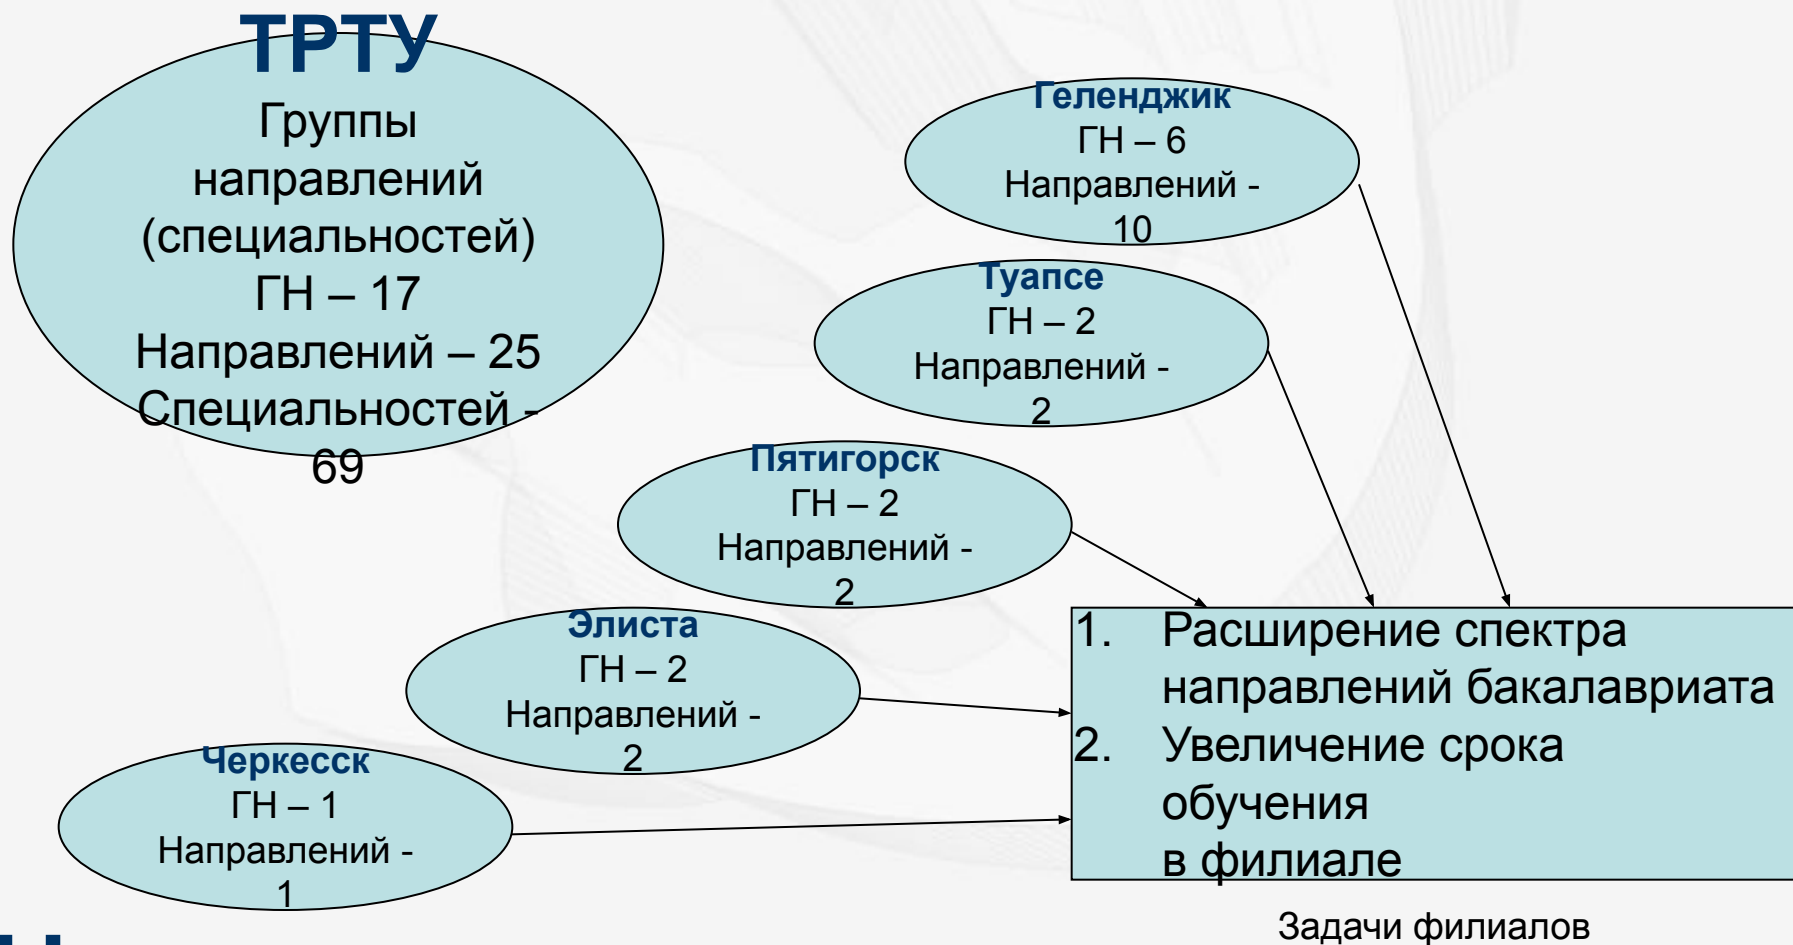 ТРТУ
Группы
направлений
(специальностей)
ГН – 17
Направлений – 25
Специальностей -
69
Геленджик
ГН – 6
Направлений -
10
Туапсе
ГН – 2
Направлений -
2
Пятигорск
ГН – 2
Направлений -
2
Элиста
ГН – 2
Направлений -
2
Черкесск
ГН – 1
Направлений -
1
1. Расширение спектра
направлений бакалавриата
2. Увеличение срока
обучения
в филиале
Задачи филиалов